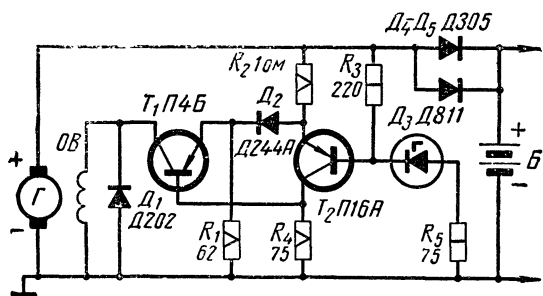 Д₄Д₅ Д305
R₂ 1ом
R₃
220
Т₁ П4Б
Д₂
Д244А
Д₃ Д811
ОВ
+
Г
-
Д₁
Д202
Т₂ П16А
+
Б
-
R₁
62
R₄
75
R₅
75